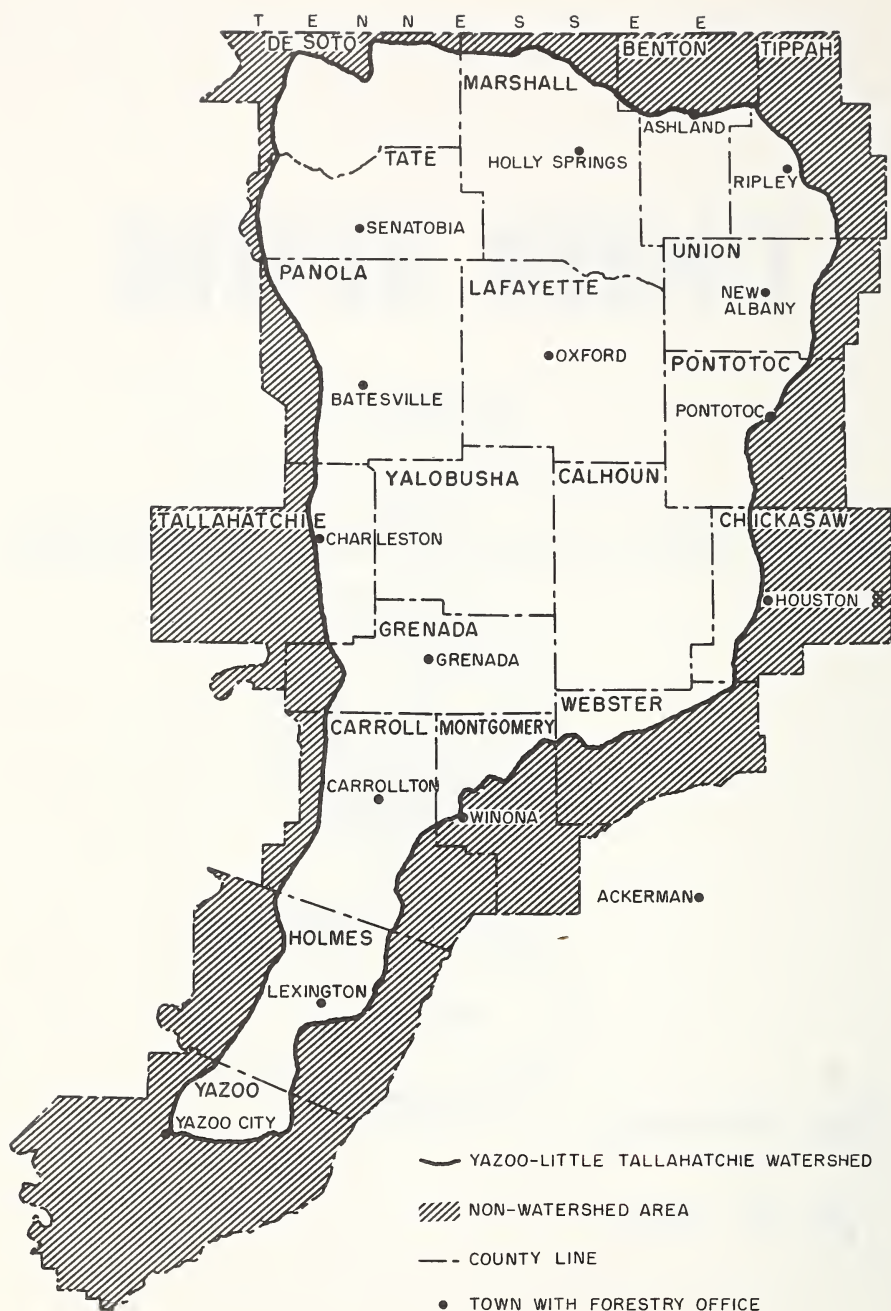 T E N N E S S E E
DE SOTO
BENTON
TIPPAH
MARSHALL
ASHLAND
TATE
HOLLY SPRINGS
RIPLEY
SENATOBIA
UNION
PANOLA
LAFAYETTE
NEW
ALBANY
OXFORD
PONTOTOC
BATESVILLE
PONTOTOC
YALOBUSHA
CALHOUN
TALLAHATCHIE
CHICKASAW
CHARLESTON
HOUSTON
GRENADA
GRENADA
WEBSTER
CARROLL
MONTGOMERY
CARROLLTON
WINONA
ACKERMAN
HOLMES
LEXINGTON
YAZOO
YAZOO CITY
YAZOO-LITTLE TALLAHATCHIE WATERSHED
NON-WATERSHED AREA
COUNTY LINE
TOWN WITH FORESTRY OFFICE